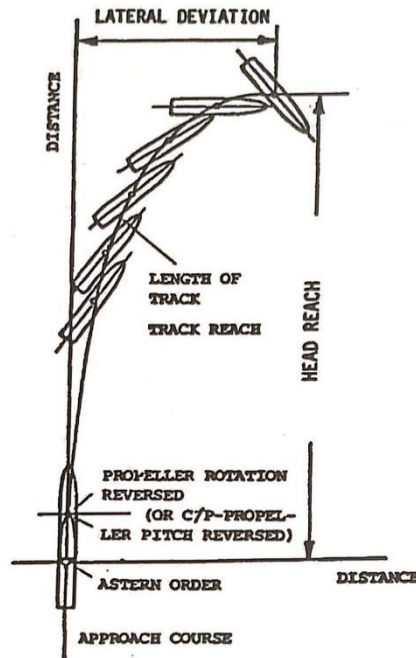 LATERAL DEVIATION
DISTANCE
LENGTH OF
TRACK
TRACK REACH
HEAD REACH
PROPELLER ROTATION
REVERSED
(OR C/P-PROPEL-
LER PITCH REVERSED)
ASTERN ORDER
DISTANCE
APPROACH COURSE